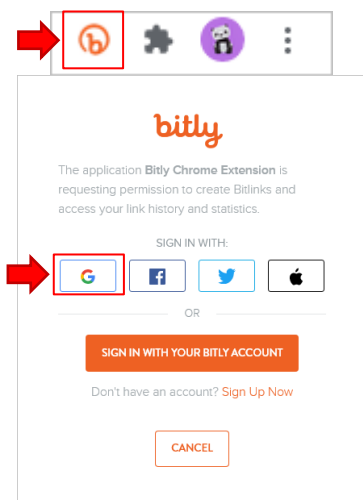 bitly
The application Bitly Chrome Extension is
requesting permission to create Bitlinks and
access your link history and statistics.
SIGN IN WITH:
OR
SIGN IN WITH YOUR BITLY ACCOUNT
Don't have an account? Sign Up Now
CANCEL